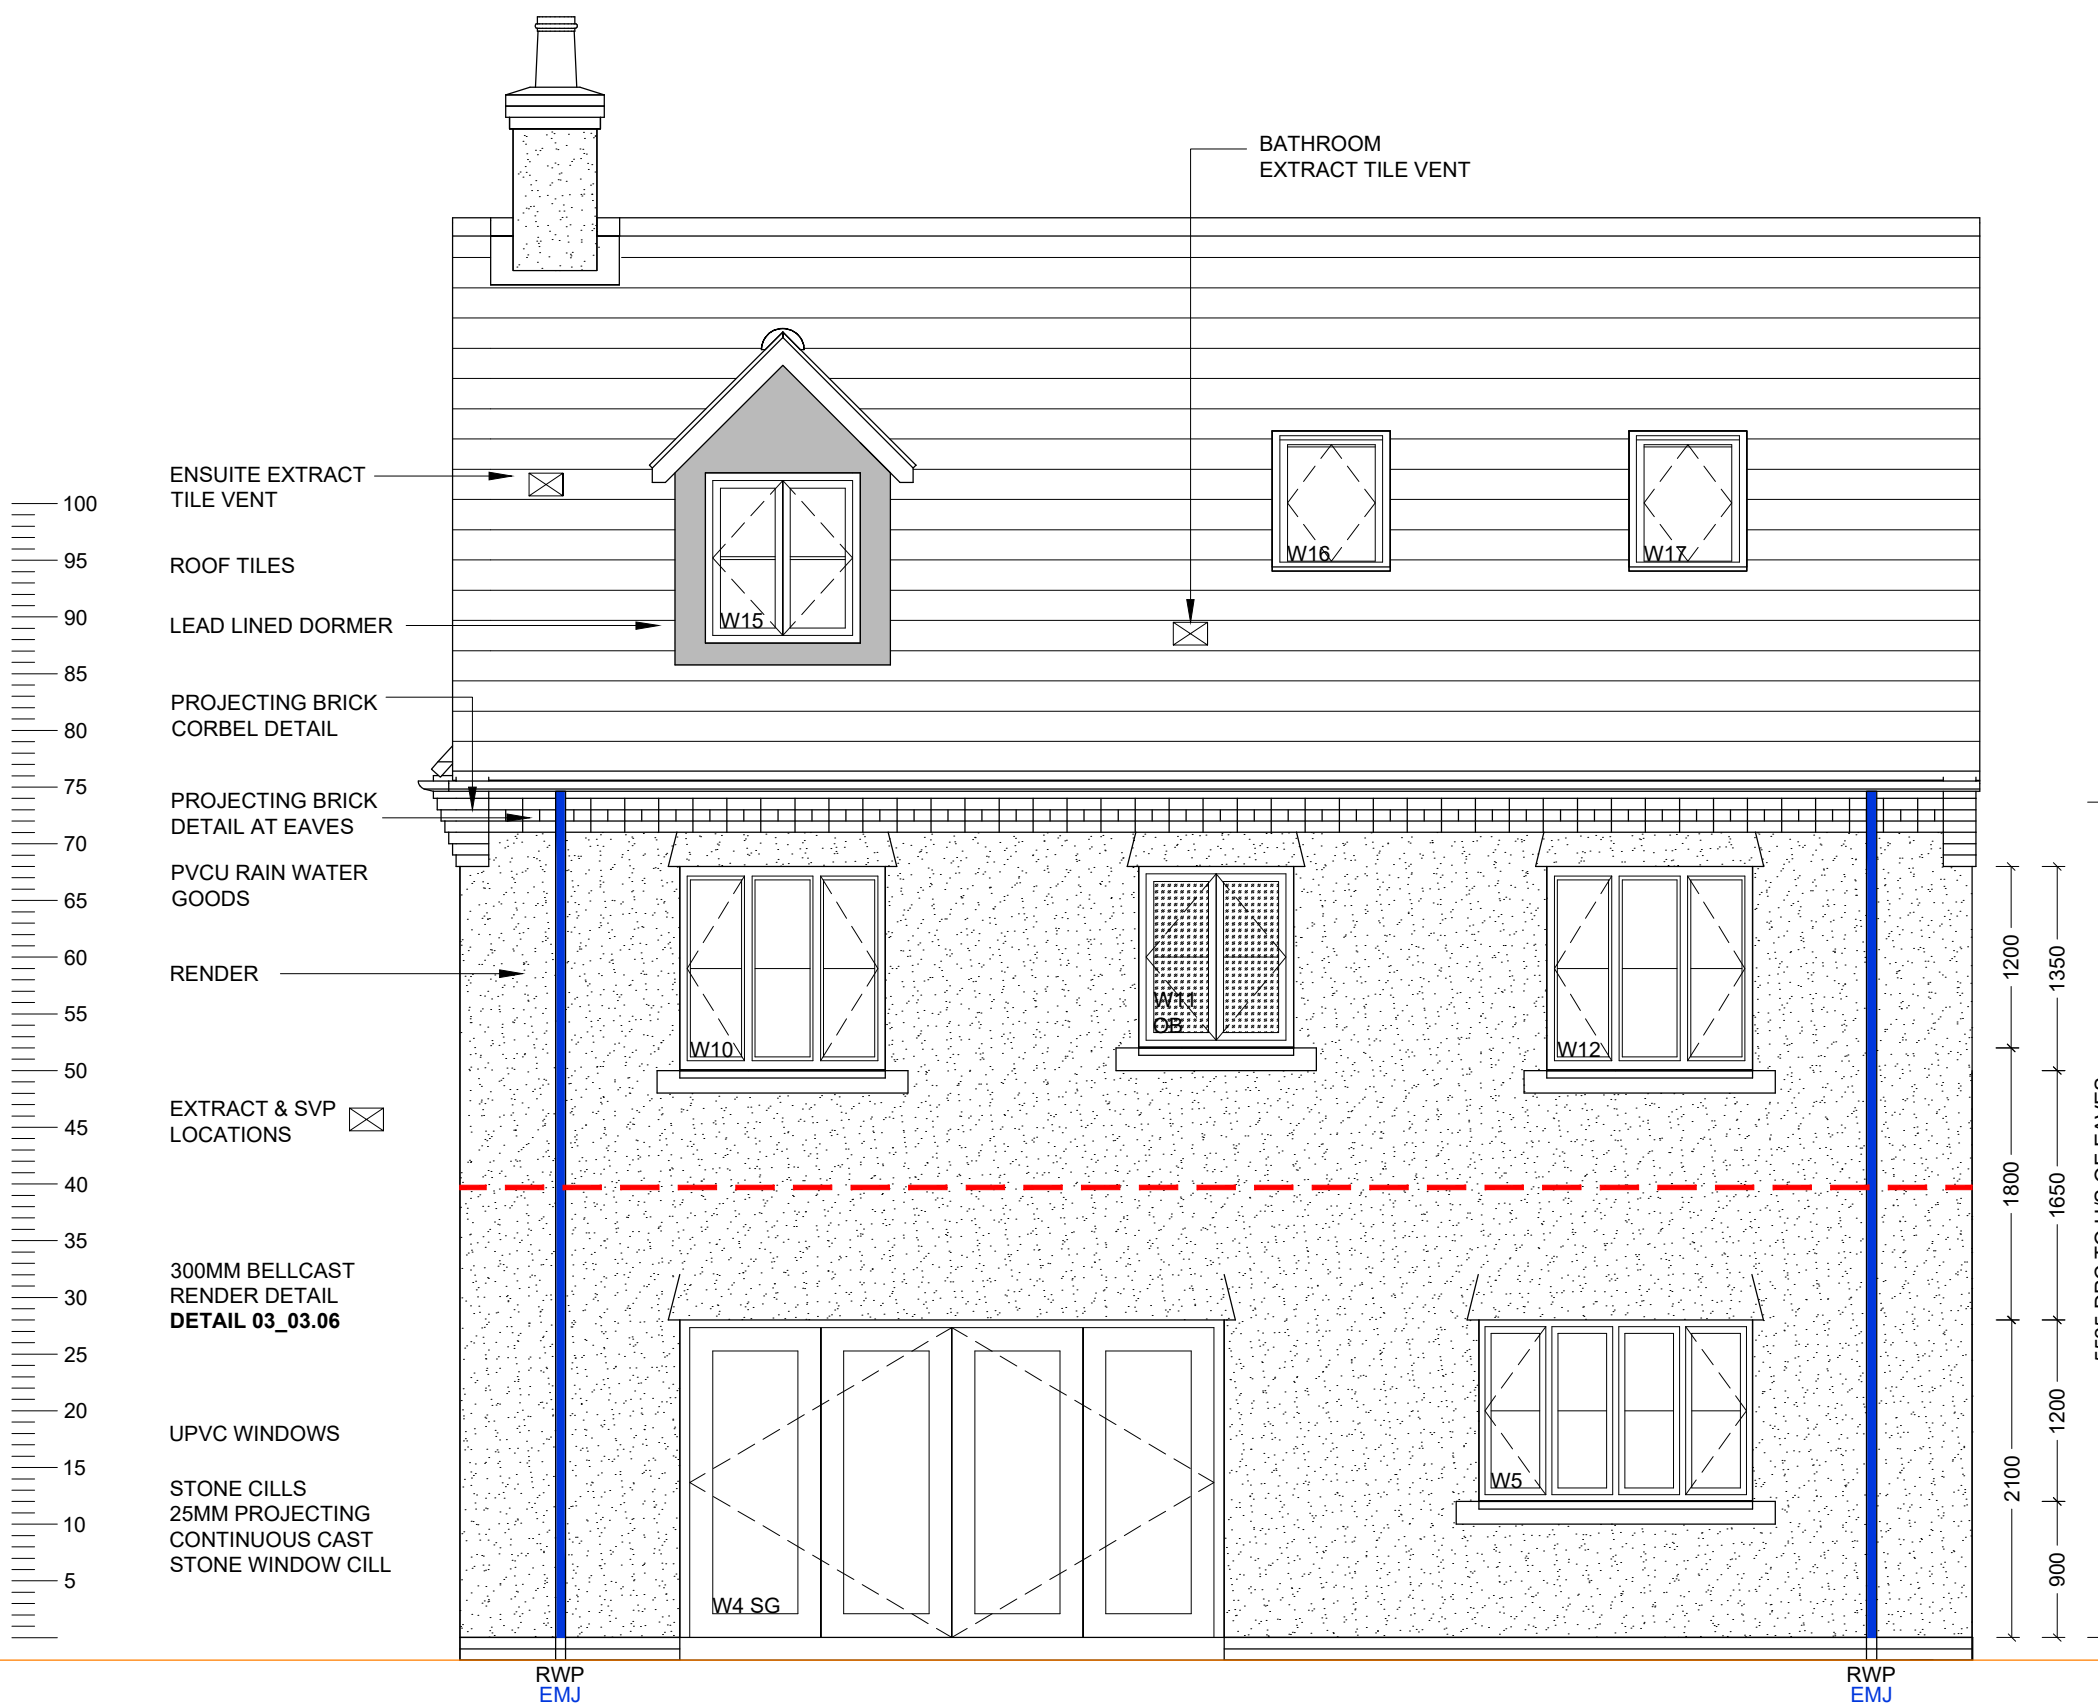 BATHROOM
EXTRACT TILE VENT
ENSUITE EXTRACT
TILE VENT
ROOF TILES
LEAD LINED DORMER
PROJECTING BRICK
CORBEL DETAIL
PROJECTING BRICK
DETAIL AT EAVES
PVCU RAIN WATER
GOODS
RENDER
EXTRACT & SVP
LOCATIONS
300MM BELLCAST
RENDER DETAIL
DETAIL 03_03.06
UPVC WINDOWS
STONE CILLS
25MM PROJECTING
CONTINUOUS CAST
STONE WINDOW CILL
100
95
90
85
80
75
70
65
60
55
50
45
40
35
30
25
20
15
10
5
W15
W16
W17
W10
W11
OB
W12
W4 SG
W5
1200
1350
1800
1650
2100
1200
900
RWP
EMJ
RWP
EMJ